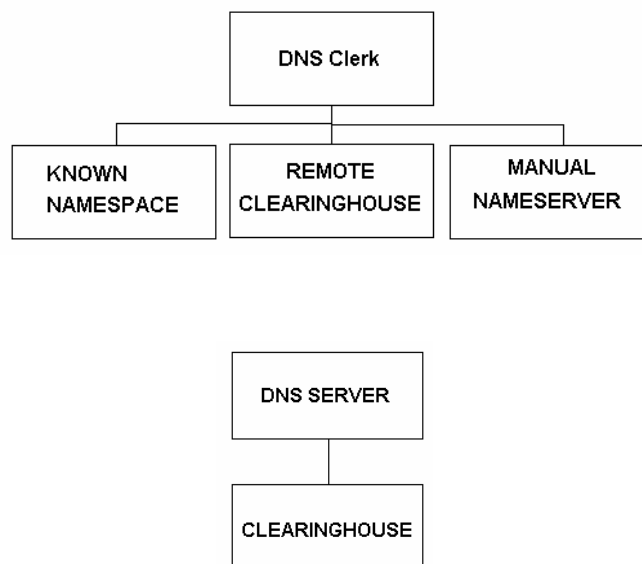 DNS Clerk
KNOWN
NAMESPACE
REMOTE
CLEARINGHOUSE
MANUAL
NAMESERVER
DNS SERVER
CLEARINGHOUSE